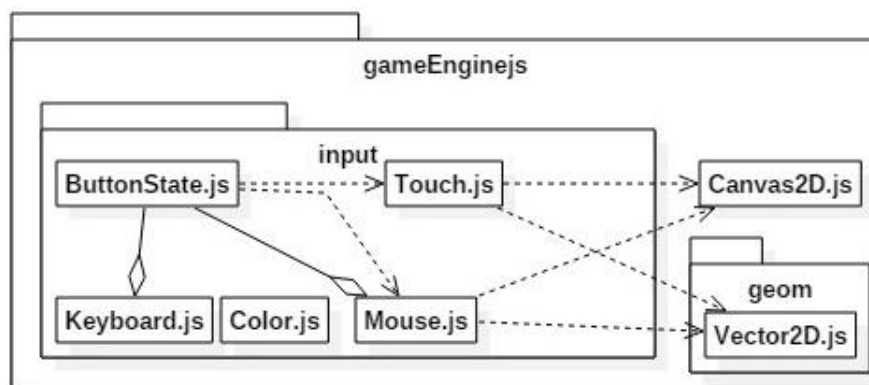 gameEnginejs
input
ButtonState.js
Touch.js
Canvas2D.js
geom
Keyboard.js
Color.js
Mouse.js
Vector2D.js